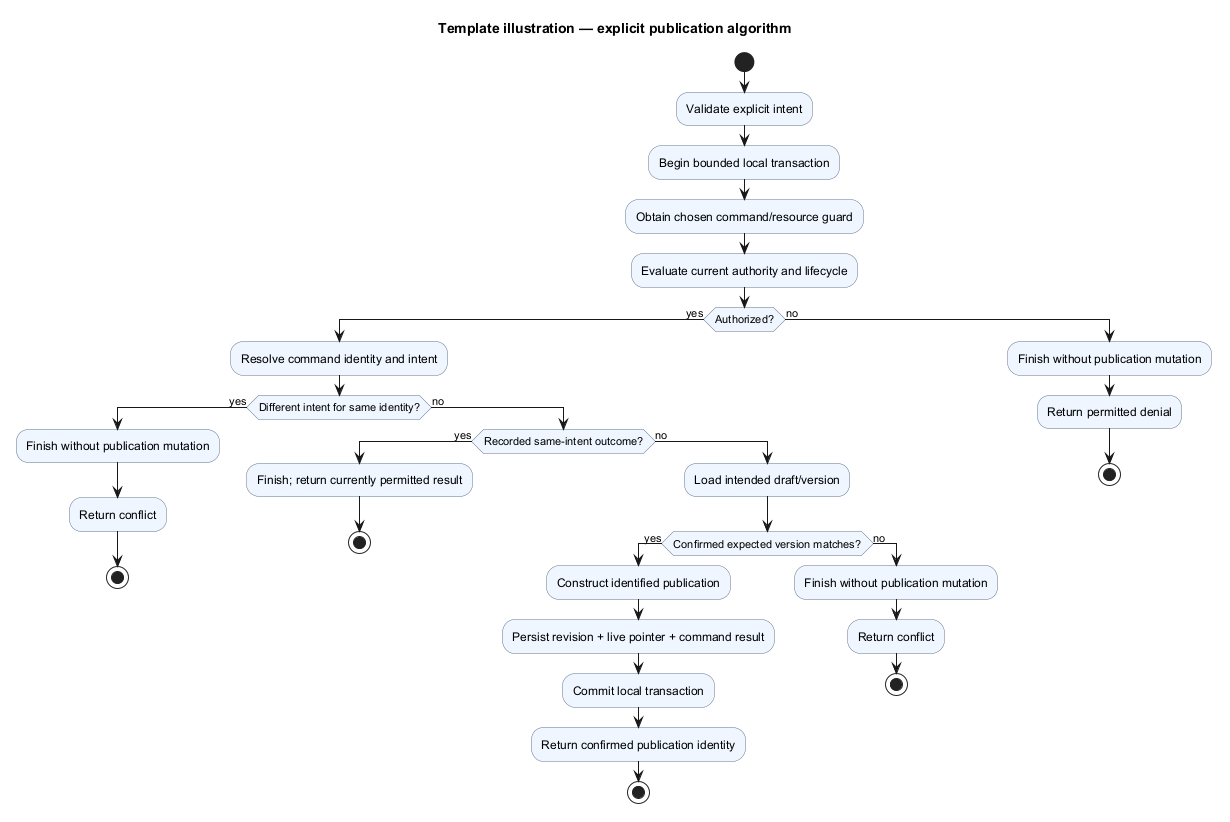 Template illustration — explicit publication algorithm
Validate explicit intent
Begin bounded local transaction
Obtain chosen command/resource guard
Evaluate current authority and lifecycle
yes
Authorized?
no
Resolve command identity and intent
Finish without publication mutation
yes
Different intent for same identity?
no
Return permitted denial
Finish without publication mutation
yes
Recorded same-intent outcome?
no
Finish; return currently permitted result
Load intended draft/version
Return conflict
yes
Confirmed expected version matches?
no
Construct identified publication
Finish without publication mutation
Persist revision + live pointer + command result
Return conflict
Commit local transaction
Return confirmed publication identity